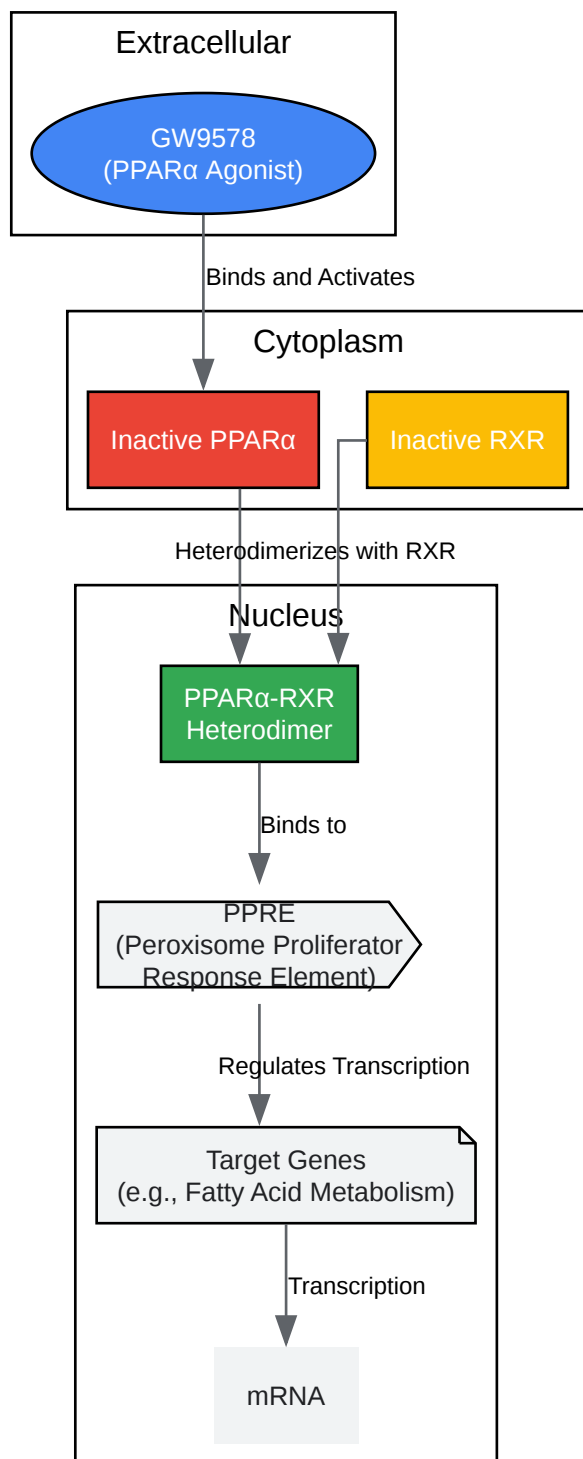 Extracellular
GW9578
(PPARα Agonist)
Binds and Activates
Cytoplasm
Inactive PPARα
Inactive RXR
Heterodimerizes with RXR
Nucleus
PPARα-RXR
Heterodimer
Binds to
PPRE
(Peroxisome Proliferator
Response Element)
Regulates Transcription
Target Genes
(e.g., Fatty Acid Metabolism)
Transcription
mRNA